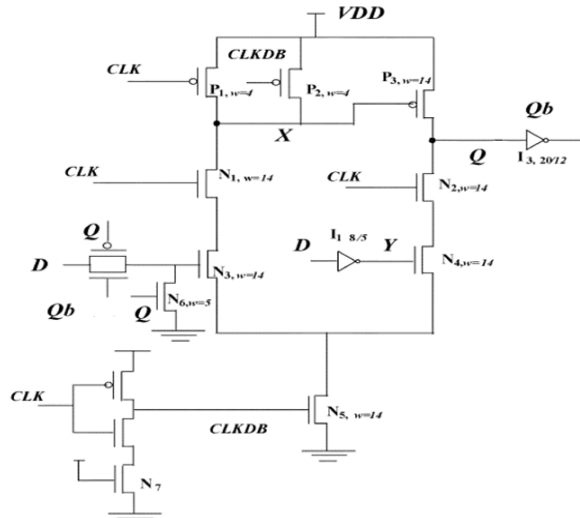 VDD
CLKDB
CLK
P1, w=4
P2, w=4
P3, w=14
Qb
X
Q
I 3, 20/12
CLK
N1, w=14
CLK
N2, w=14
Q
D
N3, w=14
D
I1 8/5
Y
N4, w=14
Qb
Q
N6, w=5
CLK
CLKDB
N5, w=14
N7